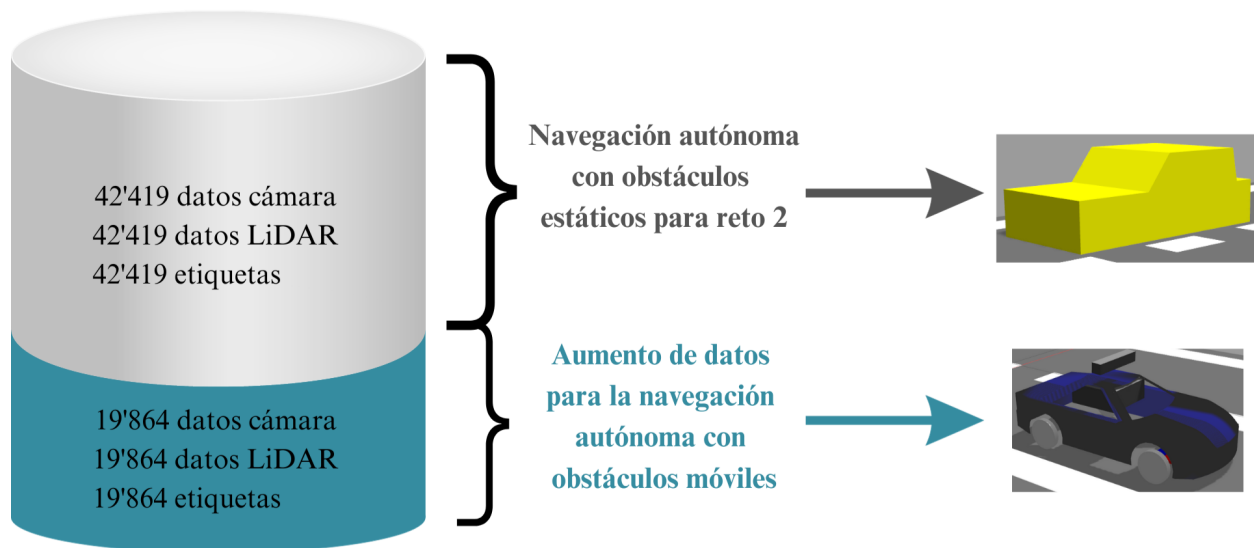 42'419 datos cámara
42'419 datos LiDAR
42'419 etiquetas
Navegación autónoma
con obstáculos
estáticos para reto 2
19'864 datos cámara
19'864 datos LiDAR
19'864 etiquetas
Aumento de datos
para la navegación
autónoma con
obstáculos móviles